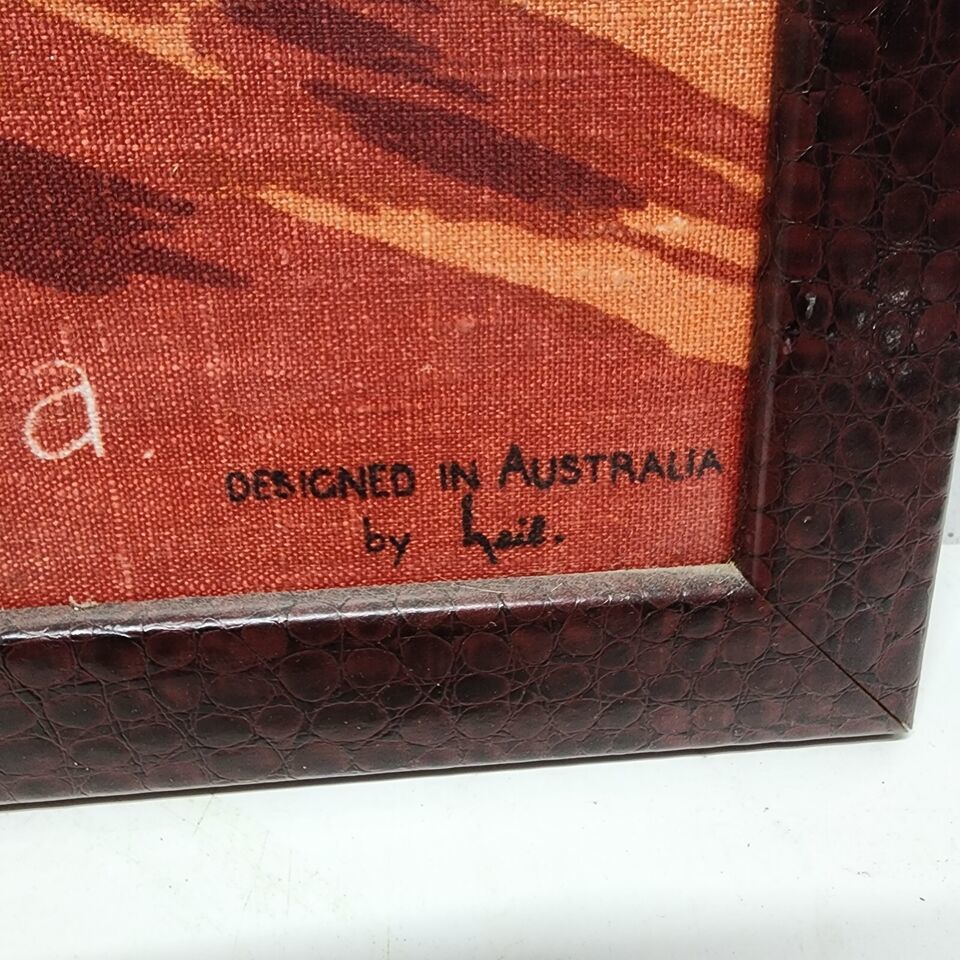 a.
DESIGNED IN AUSTRALIA
by neil.